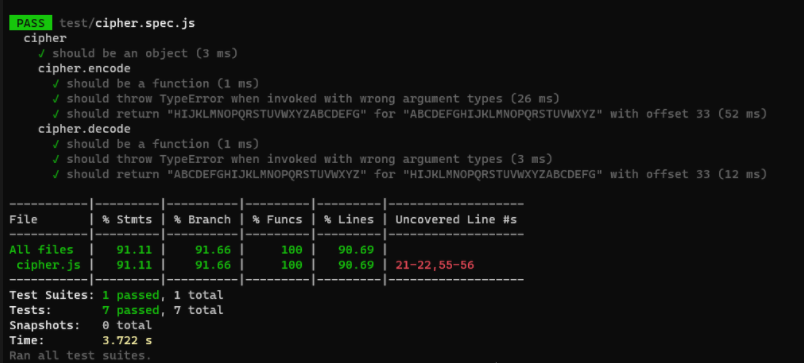 PASS test/cipher.spec.js
cipher
√ should be an object (3 ms)
cipher.encode
√ should be a function (1 ms)
√ should throw TypeError when invoked with wrong argument types (26 ms)
√ should return "HIJKLMNOPQRSTUVWXYZABCDEFG" for "ABCDEFGHIJKLMNOPQRSTUVWXYZ" with offset 33 (52 ms)
cipher.decode
√ should be a function (1 ms)
√ should throw TypeError when invoked with wrong argument types (3 ms)
√ should return "ABCDEFGHIJKLMNOPQRSTUVWXYZ" for "HIJKLMNOPQRSTUVWXYZABCDEFG" with offset 33 (12 ms)
-----------|---------|----------|---------|---------|-------------------
File | % Stmts | % Branch | % Funcs | % Lines | Uncovered Line #s
-----------|---------|----------|---------|---------|-------------------
All files | 91.11 | 91.66 | 100 | 90.69 |
cipher.js | 91.11 | 91.66 | 100 | 90.69 | 21-22,55-56
-----------|---------|----------|---------|---------|-------------------
Test Suites: 1 passed, 1 total
Tests: 7 passed, 7 total
Snapshots: 0 total
Time: 3.722 s
Ran all test suites.